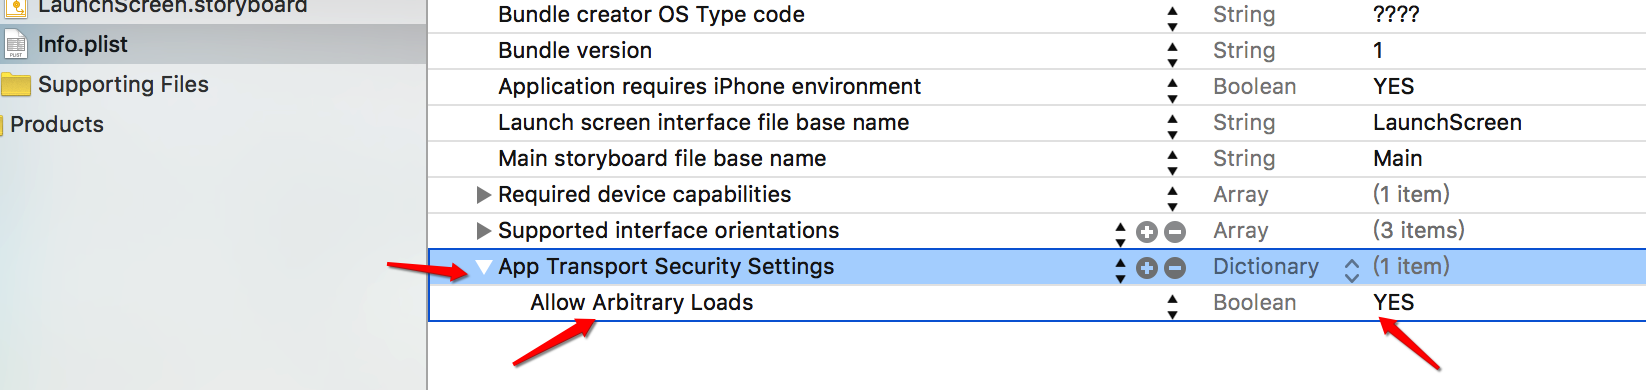 LaunchScreen.storyboard
Info.plist
Supporting Files
Products
Bundle creator OS Type code String ????
Bundle version String 1
Application requires iPhone environment Boolean YES
Launch screen interface file base name String LaunchScreen
Main storyboard file base name String Main
Required device capabilities Array (1 item)
Supported interface orientations Array (3 items)
App Transport Security Settings Dictionary (1 item)
Allow Arbitrary Loads Boolean YES